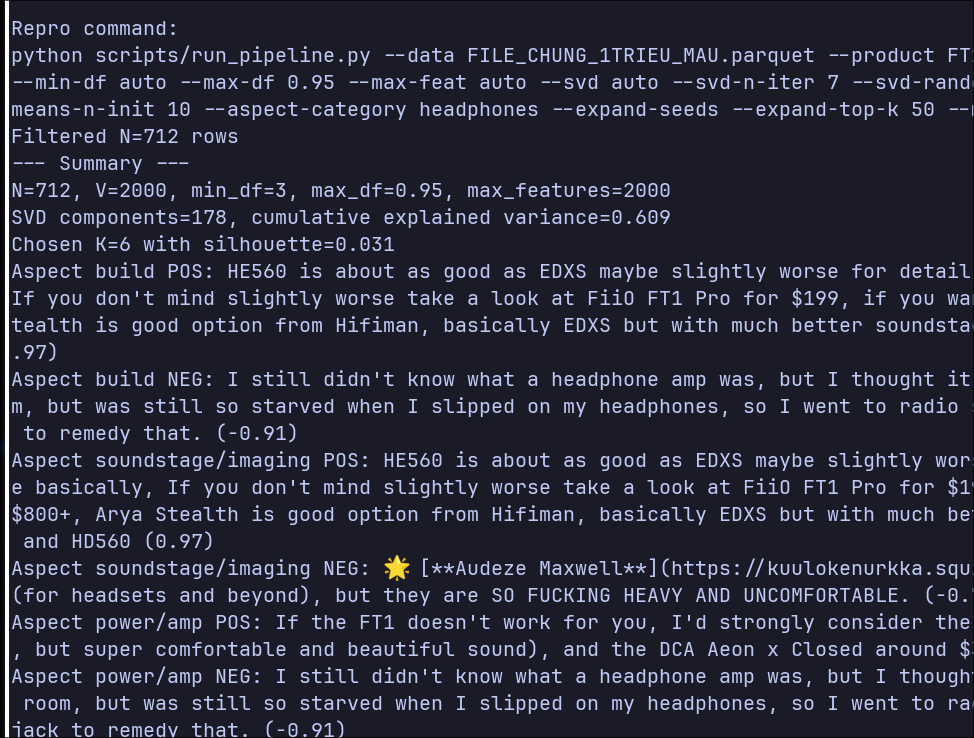 Repro command:
python scripts/run_pipeline.py --data FILE_CHUNG_1TRIEU_MAU.parquet --product FT
--min-df auto --max-df 0.95 --max-feat auto --svd auto --svd-n-iter 7 --svd-rand
means-n-init 10 --aspect-category headphones --expand-seeds --expand-top-k 50 --
Filtered N=712 rows
--- Summary ---
N=712, V=2000, min_df=3, max_df=0.95, max_features=2000
SVD components=178, cumulative explained variance=0.609
Chosen K=6 with silhouette=0.031
Aspect build POS: HE560 is about as good as EDXS maybe slightly worse for detail
If you don't mind slightly worse take a look at FiiO FT1 Pro for $199, if you wa
tealth is good option from Hifiman, basically EDXS but with much better soundsta
.97)
Aspect build NEG: I still didn't know what a headphone amp was, but I thought it
m, but was still so starved when I slipped on my headphones, so I went to radio
to remedy that. (-0.91)
Aspect soundstage/imaging POS: HE560 is about as good as EDXS maybe slightly wor
e basically, If you don't mind slightly worse take a look at FiiO FT1 Pro for $1
$800+, Arya Stealth is good option from Hifiman, basically EDXS but with much be
and HD560 (0.97)
Aspect soundstage/imaging NEG: 🌟 [**Audeze Maxwell**](https://kuulokenurkka.squ
(for headsets and beyond), but they are SO FUCKING HEAVY AND UNCOMFORTABLE. (-0.
Aspect power/amp POS: If the FT1 doesn't work for you, I'd strongly consider the
, but super comfortable and beautiful sound), and the DCA Aeon x Closed around $
Aspect power/amp NEG: I still didn't know what a headphone amp was, but I though
room, but was still so starved when I slipped on my headphones, so I went to ra
jack to remedy that. (-0.91)